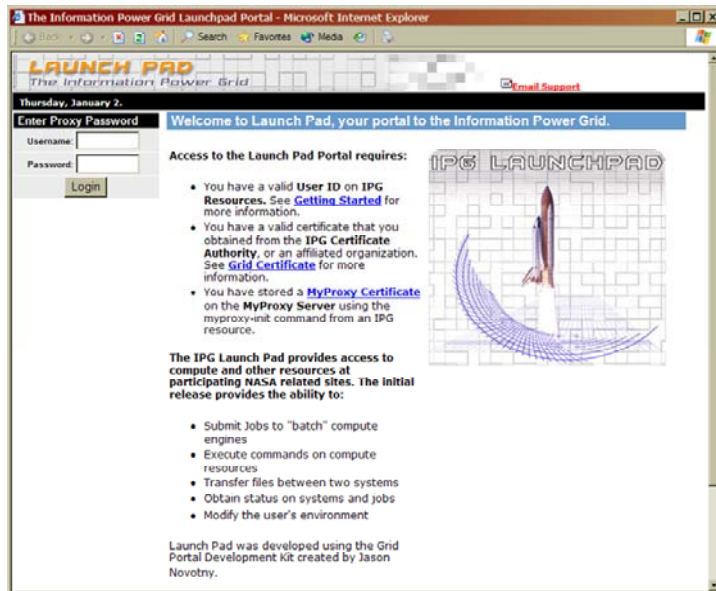 The Information Power Grid Launchpad Portal - Microsoft Internet Explorer
Back
Search
Favorites
Media
LAUNCH PAD
The Information Power Grid
Email Support
Thursday, January 2.
Enter Proxy Password
Username:
Password:
Login
Welcome to Launch Pad, your portal to the Information Power Grid.
Access to the Launch Pad Portal requires:
• You have a valid User ID on IPG
Resources. See Getting Started for
more information.
• You have a valid certificate that you
obtained from the IPG Certificate
Authority, or an affiliated organization.
See Grid Certificate for more
information.
• You have stored a MyProxy Certificate
on the MyProxy Server using the
myproxy-init command from an IPG
resource.
The IPG Launch Pad provides access to
compute and other resources at
participating NASA related sites. The initial
release provides the ability to:
• Submit Jobs to "batch" compute
engines
• Execute commands on compute
resources
• Transfer files between two systems
• Obtain status on systems and jobs
• Modify the user's environment
Launch Pad was developed using the Grid
Portal Development Kit created by Jason
Novotny.
IPG LAUNCHPAD